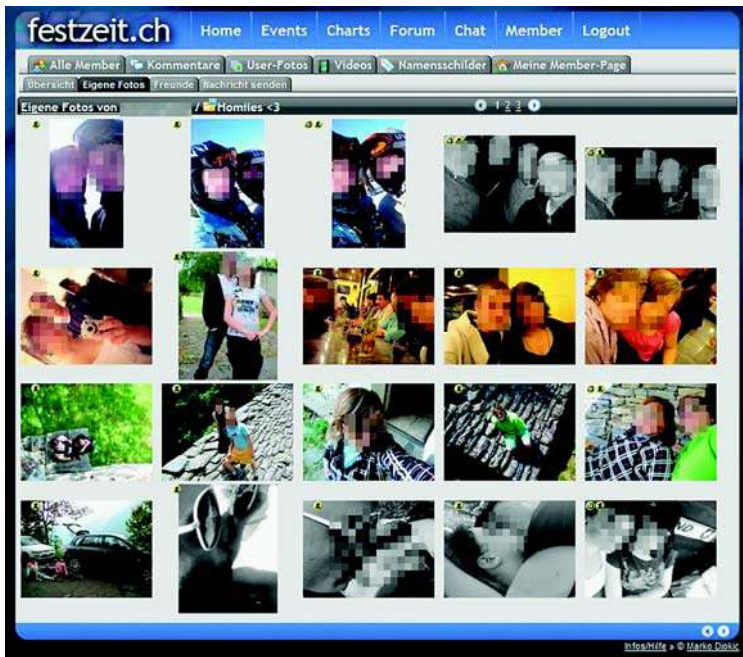 festzeit.ch Home Events Charts Forum Chat Member Logout
Alle Member Kommentare User-Fotos Videos Namensschilder Meine Member-Page
Übersicht Eigene Fotos Freunde Nachricht senden
Eigene Fotos von / Homiies <3 1 2 3
Infos/Hilfe » © Marko Djokic